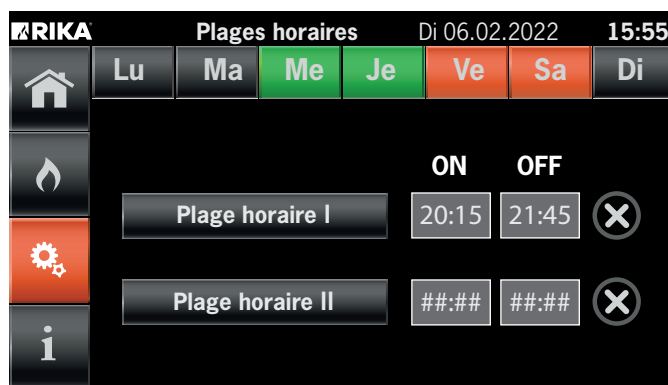 RIKA Plages horaires Di 06.02.2022 15:55
Lu Ma Me Je Ve Sa Di
ON OFF
Plage horaire I 20:15 21:45
Plage horaire II ##:## ##:##
i